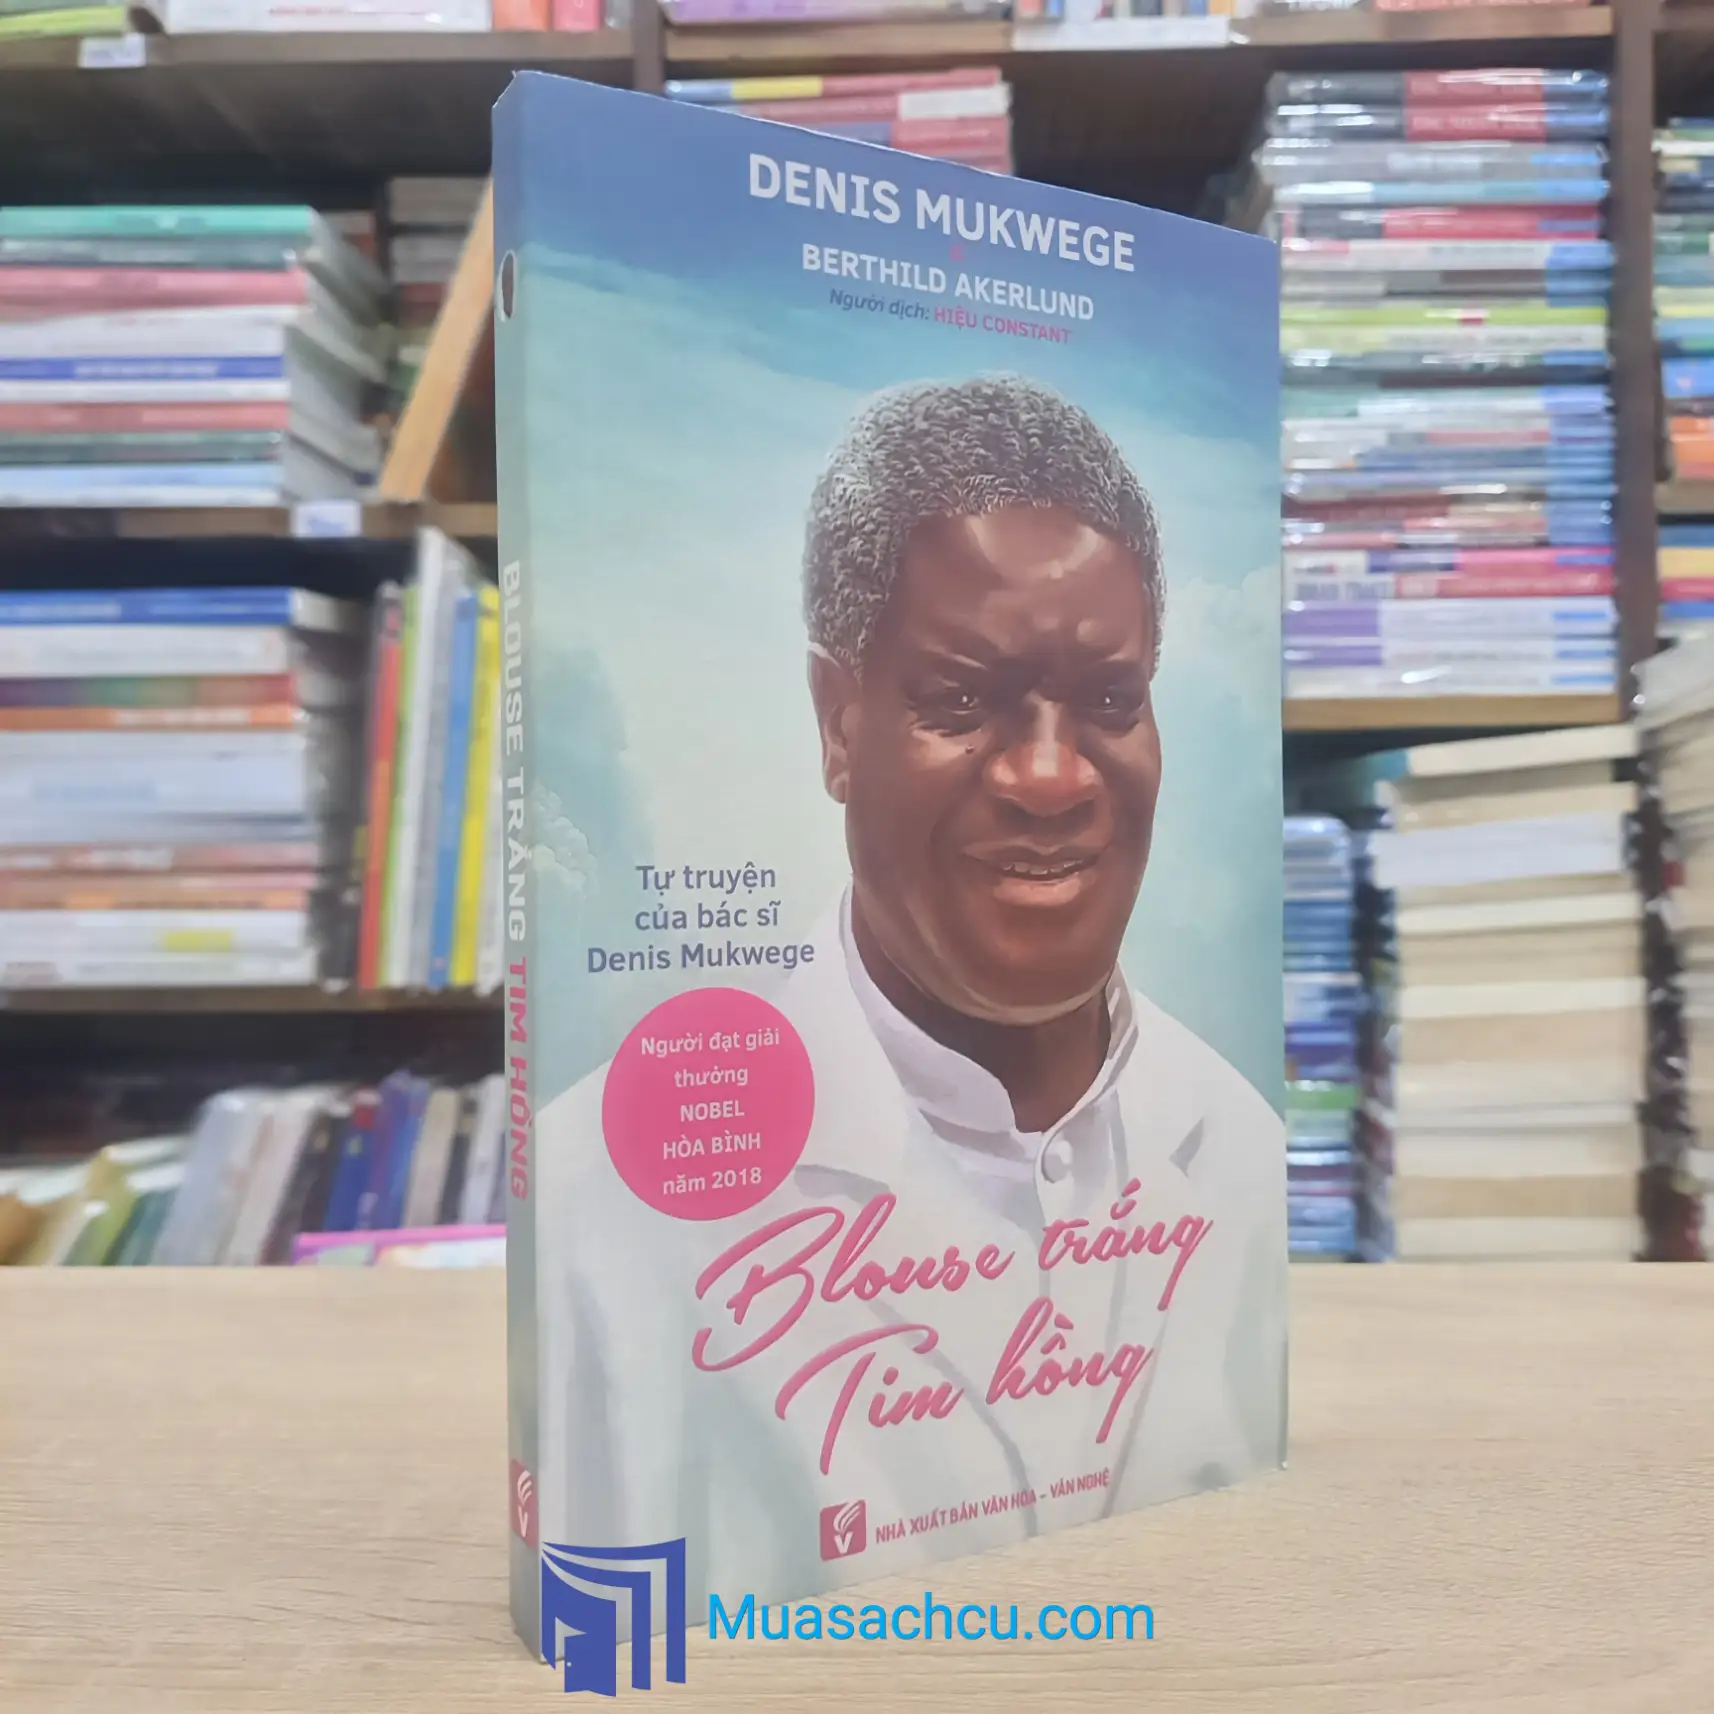 DENIS MUKWEGE
&
BERTHILD AKERLUND
Người dịch: HIỆU CONSTANT
Tự truyện
của bác sĩ
Denis Mukwege
Người đạt giải
thưởng
NOBEL
HÒA BÌNH
năm 2018
Blouse trắng
Tim hồng
NHÀ XUẤT BẢN VĂN HÓA - VĂN NGHỆ
BLOUSE TRẮNG TIM HỒNG
Muasachcu.com